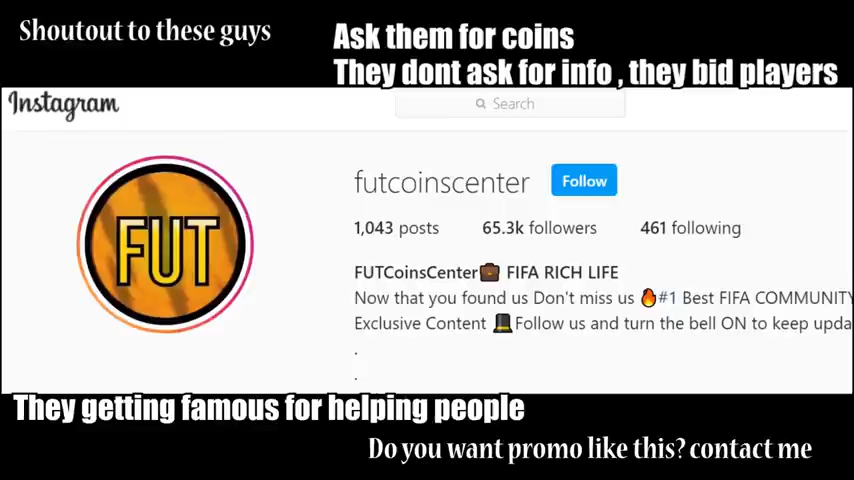 Shoutout to these guys
Ask them for coins
They dont ask for info , they bid players
Instagram
Search
FUT
futcoinscenter
Follow
1,043 posts 65.3k followers 461 following
FUTCoinsCenter💼 FIFA RICH LIFE
Now that you found us Don't miss us 🔥#1 Best FIFA COMMUNITY
Exclusive Content 🎩Follow us and turn the bell ON to keep upda
.
.
They getting famous for helping people
Do you want promo like this? contact me